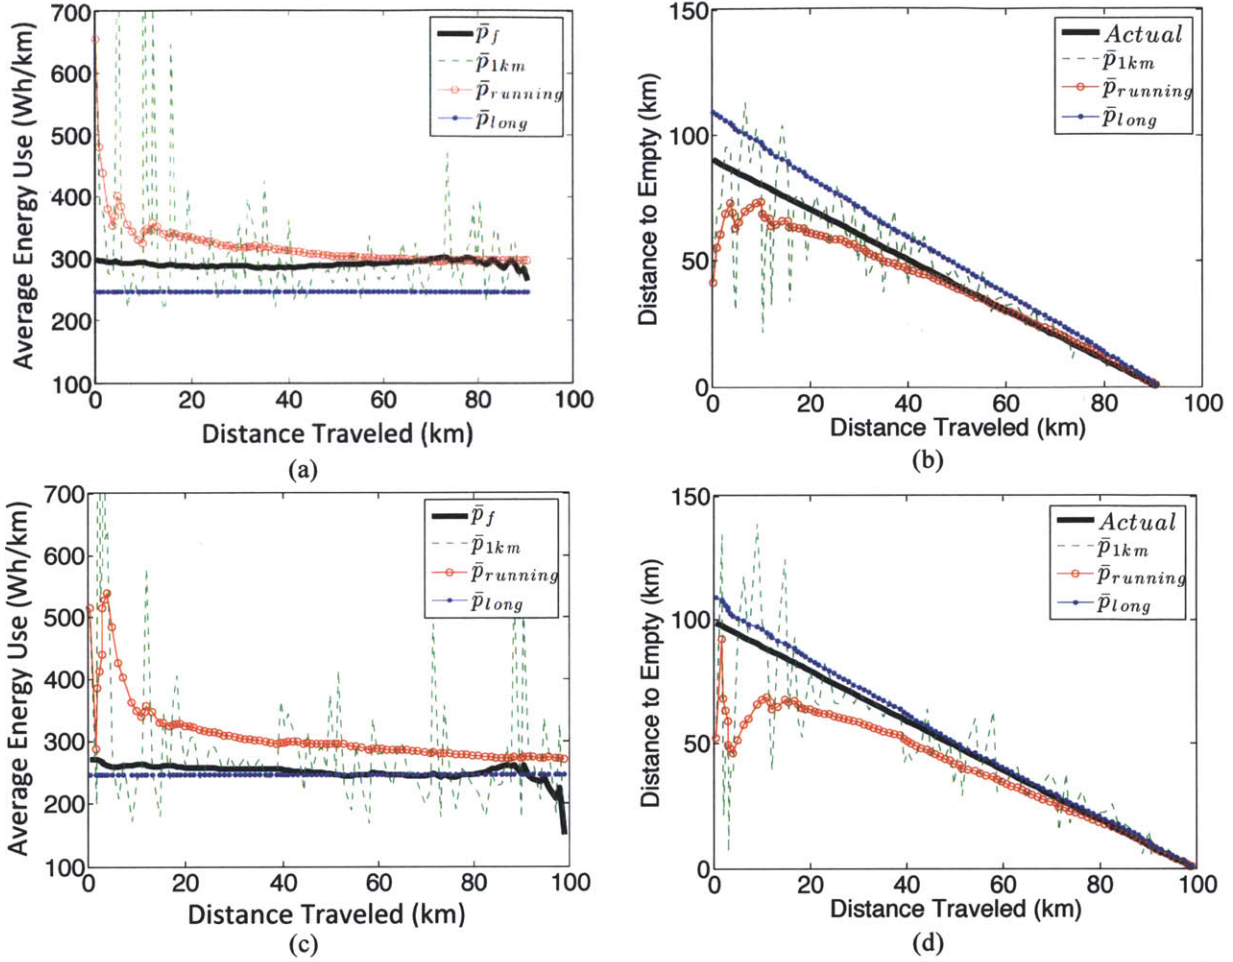 700
600
500
400
300
200
100
0
20
40
60
80
100
Average Energy Use (Wh/km)
Distance Traveled (km)
p̄f
p̄1km
p̄running
p̄long
(a)
150
100
50
0
0
20
40
60
80
100
Distance to Empty (km)
Distance Traveled (km)
Actual
p̄1km
p̄running
p̄long
(b)
700
600
500
400
300
200
100
0
20
40
60
80
100
Average Energy Use (Wh/km)
Distance Traveled (km)
p̄f
p̄1km
p̄running
p̄long
(c)
150
100
50
0
0
20
40
60
80
100
Distance to Empty (km)
Distance Traveled (km)
Actual
p̄1km
p̄running
p̄long
(d)